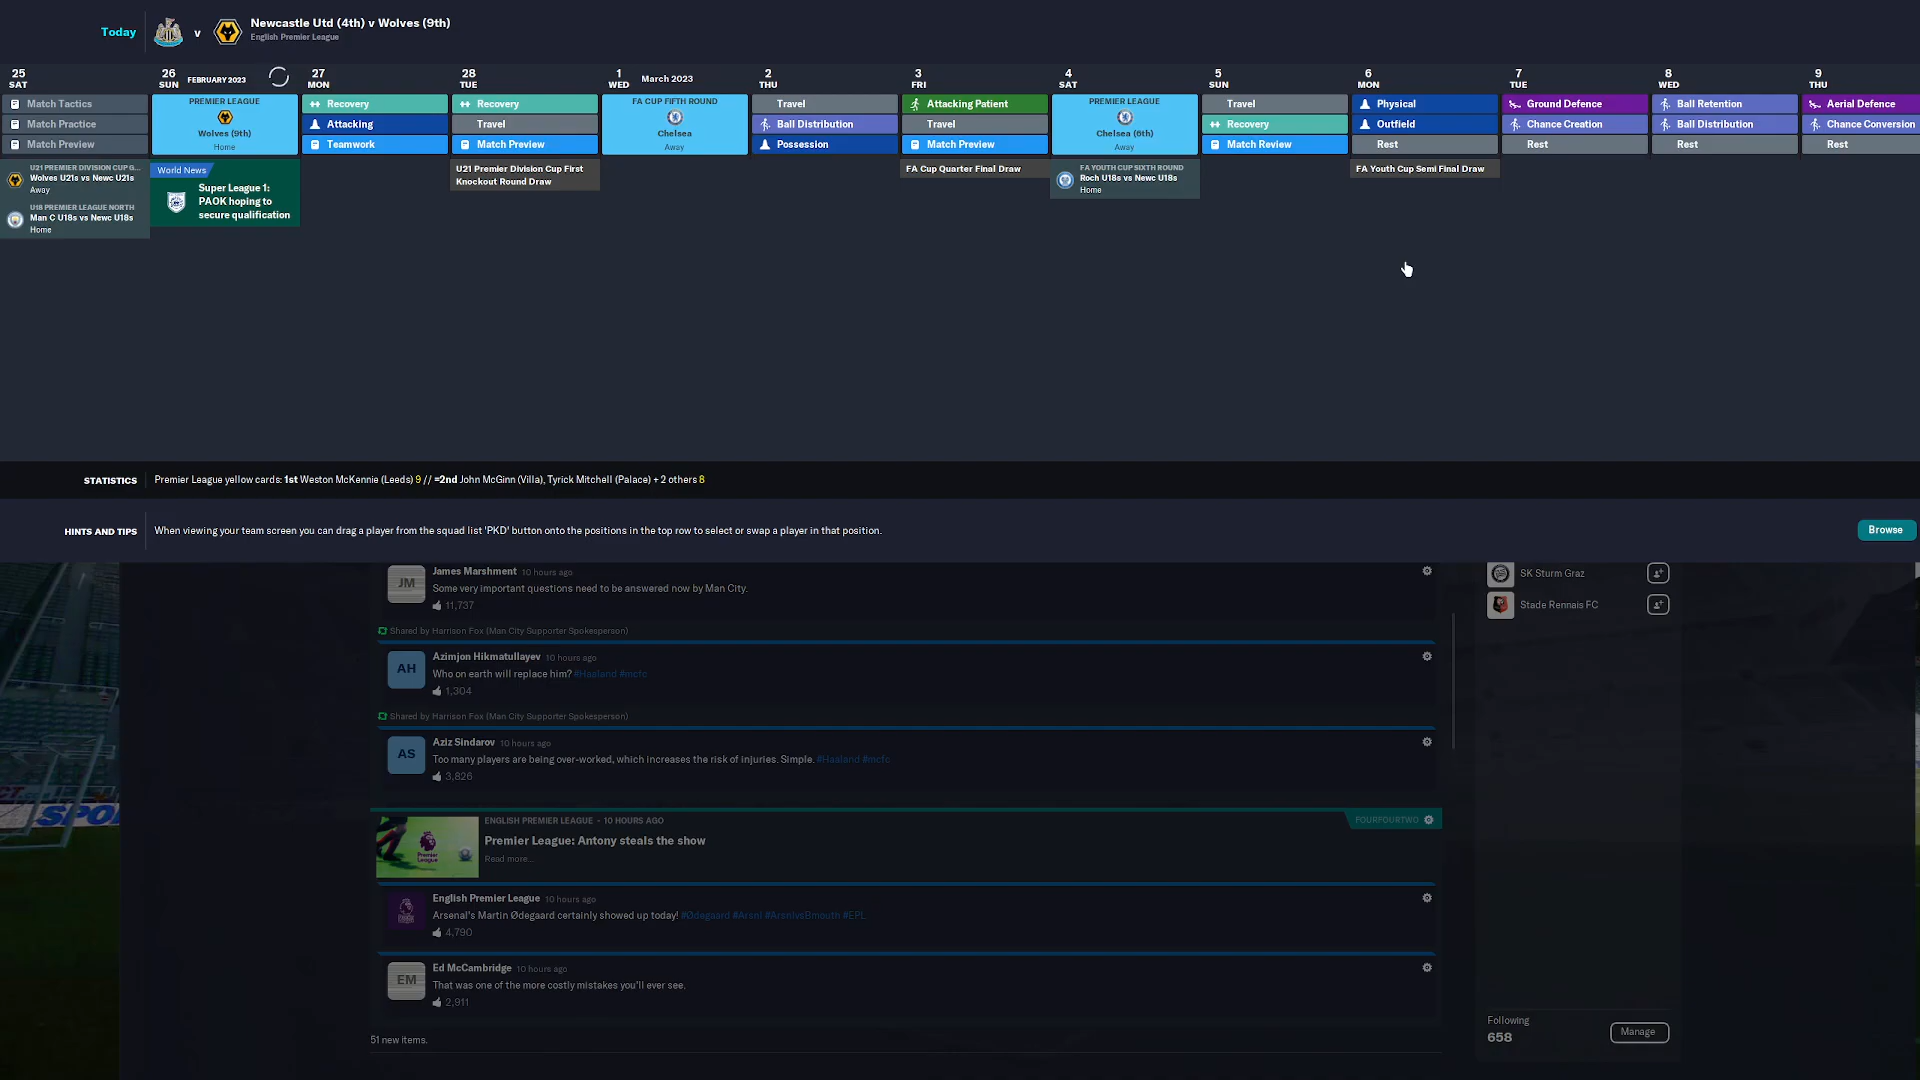 Today
v
Newcastle Utd (4th) v Wolves (9th)
English Premier League
25
SAT
26
SUN
FEBRUARY 2023
27
MON
28
TUE
1
WED
March 2023
2
THU
3
FRI
4
SAT
5
SUN
6
MON
7
TUE
8
WED
9
THU
Match Tactics
Match Practice
Match Preview
PREMIER LEAGUE
Wolves (9th)
Home
Recovery
Attacking
Teamwork
Recovery
Travel
Match Preview
FA CUP FIFTH ROUND
Chelsea
Away
Travel
Ball Distribution
Possession
Attacking Patient
Travel
Match Preview
PREMIER LEAGUE
Chelsea (6th)
Away
Travel
Recovery
Match Review
Physical
Outfield
Rest
Ground Defence
Chance Creation
Rest
Ball Retention
Ball Distribution
Rest
Aerial Defence
Chance Conversion
Rest
U21 PREMIER DIVISION CUP G...
Wolves U21s vs Newc U21s
Away
U18 PREMIER LEAGUE NORTH
Man C U18s vs Newc U18s
Home
World News
Super League 1:
PAOK hoping to
secure qualification
U21 Premier Division Cup First
Knockout Round Draw
FA Cup Quarter Final Draw
FA YOUTH CUP SIXTH ROUND
Roch U18s vs Newc U18s
Home
FA Youth Cup Semi Final Draw
STATISTICS
Premier League yellow cards: 1st Weston McKennie (Leeds) 9 // =2nd John McGinn (Villa), Tyrick Mitchell (Palace) + 2 others 8
HINTS AND TIPS
When viewing your team screen you can drag a player from the squad list 'PKD' button onto the positions in the top row to select or swap a player in that position.
Browse
JM
James Marshment 10 hours ago
Some very important questions need to be answered now by Man City.
11,737
Shared by Harrison Fox (Man City Supporter Spokesperson)
AH
Azimjon Hikmatullayev 10 hours ago
Who on earth will replace him? #Haaland #mcfc
1,304
Shared by Harrison Fox (Man City Supporter Spokesperson)
AS
Aziz Sindarov 10 hours ago
Too many players are being over-worked, which increases the risk of injuries. Simple. #Haaland #mcfc
3,826
ENGLISH PREMIER LEAGUE - 10 HOURS AGO
FOURFOURTWO
Premier League: Antony steals the show
Read more...
English Premier League 10 hours ago
Arsenal's Martin Ødegaard certainly showed up today! #Ødegaard #Arsnl #ArsnlvsBmouth #EPL
4,790
EM
Ed McCambridge 10 hours ago
That was one of the more costly mistakes you'll ever see.
2,911
51 new items.
SK Sturm Graz
Stade Rennais FC
Following
658
Manage